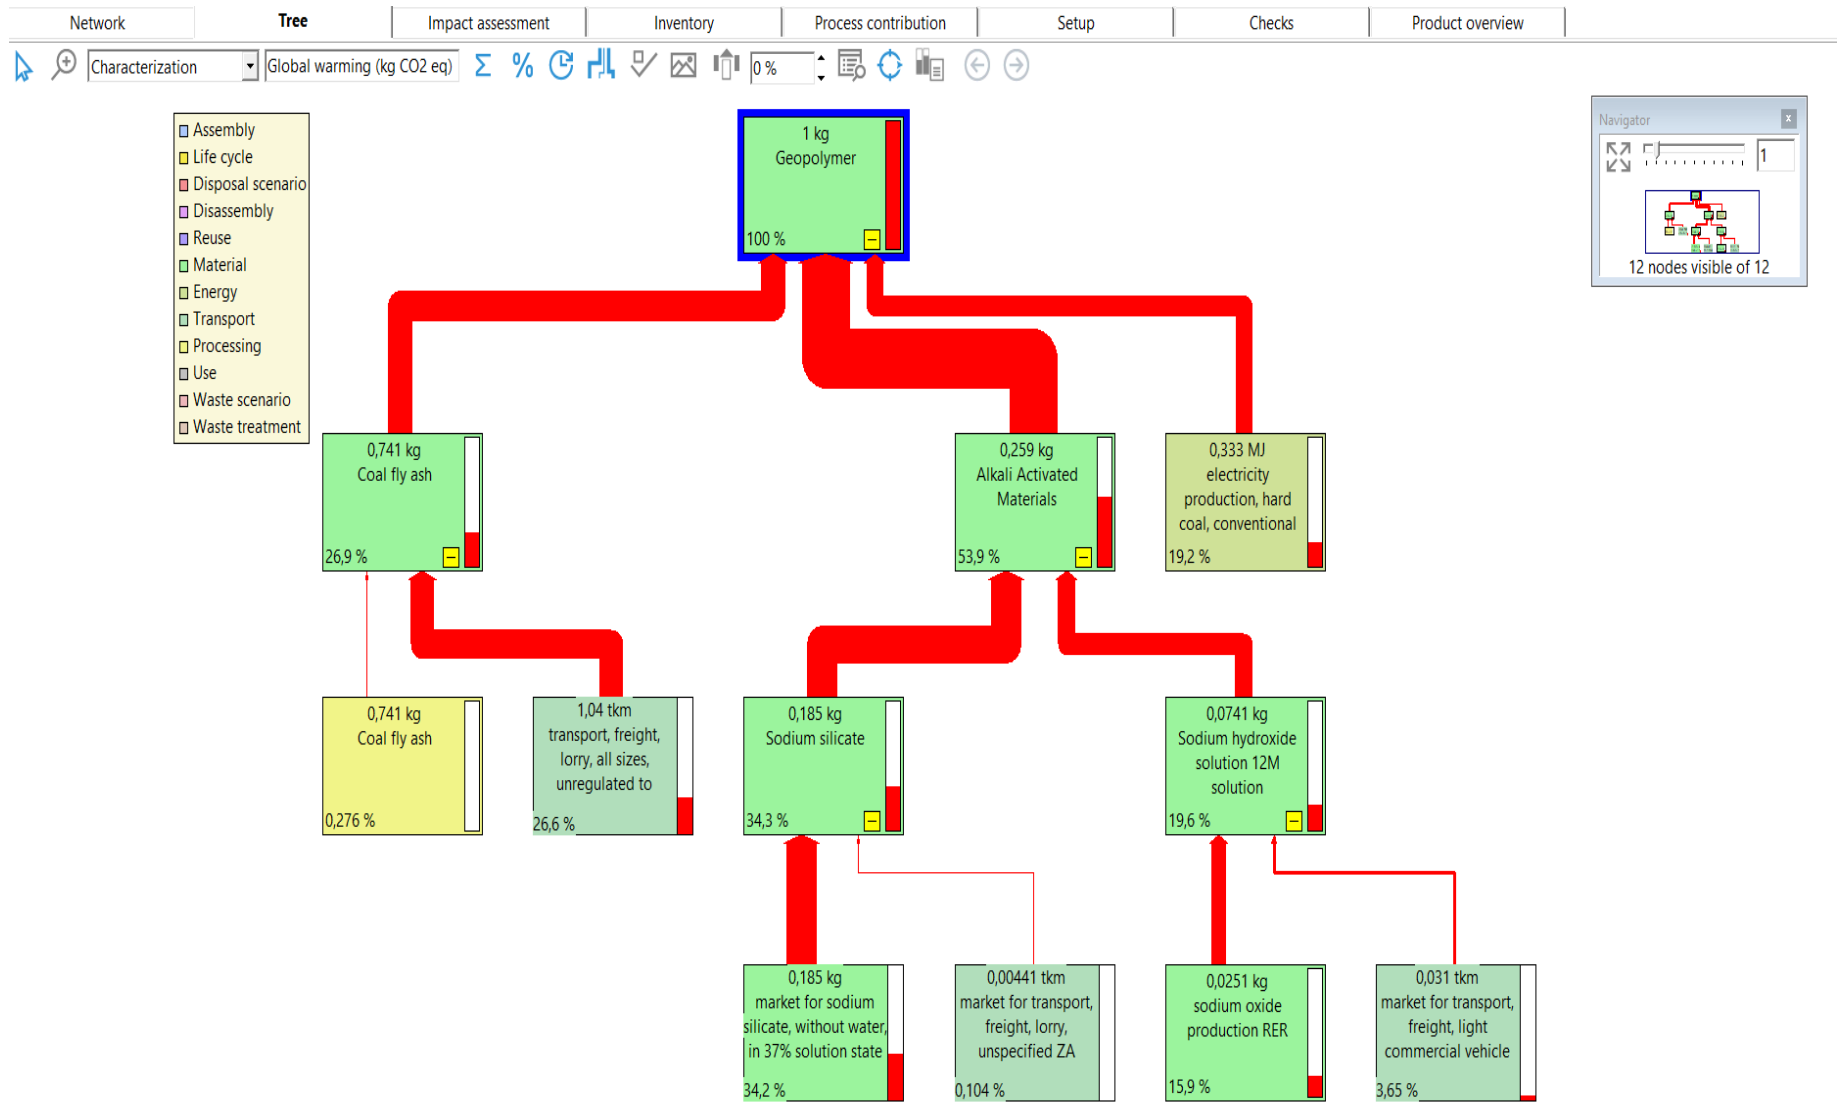 Network
Tree
Impact assessment
Inventory
Process contribution
Setup
Checks
Product overview
Characterization
Global warming (kg CO2 eq)
Σ
%
0 %
Assembly
Life cycle
Disposal scenario
Disassembly
Reuse
Material
Energy
Transport
Processing
Use
Waste scenario
Waste treatment
Navigator
1
12 nodes visible of 12
1 kg
Geopolymer
100 %
0,741 kg
Coal fly ash
26,9 %
0,259 kg
Alkali Activated
Materials
53,9 %
0,333 MJ
electricity
production, hard
coal, conventional
19,2 %
0,741 kg
Coal fly ash
0,276 %
1,04 tkm
transport, freight,
lorry, all sizes,
unregulated to
26,6 %
0,185 kg
Sodium silicate
34,3 %
0,0741 kg
Sodium hydroxide
solution 12M
solution
19,6 %
0,185 kg
market for sodium
silicate, without water,
in 37% solution state
34,2 %
0,00441 tkm
market for transport,
freight, lorry,
unspecified ZA
0,104 %
0,0251 kg
sodium oxide
production RER
15,9 %
0,031 tkm
market for transport,
freight, light
commercial vehicle
3,65 %